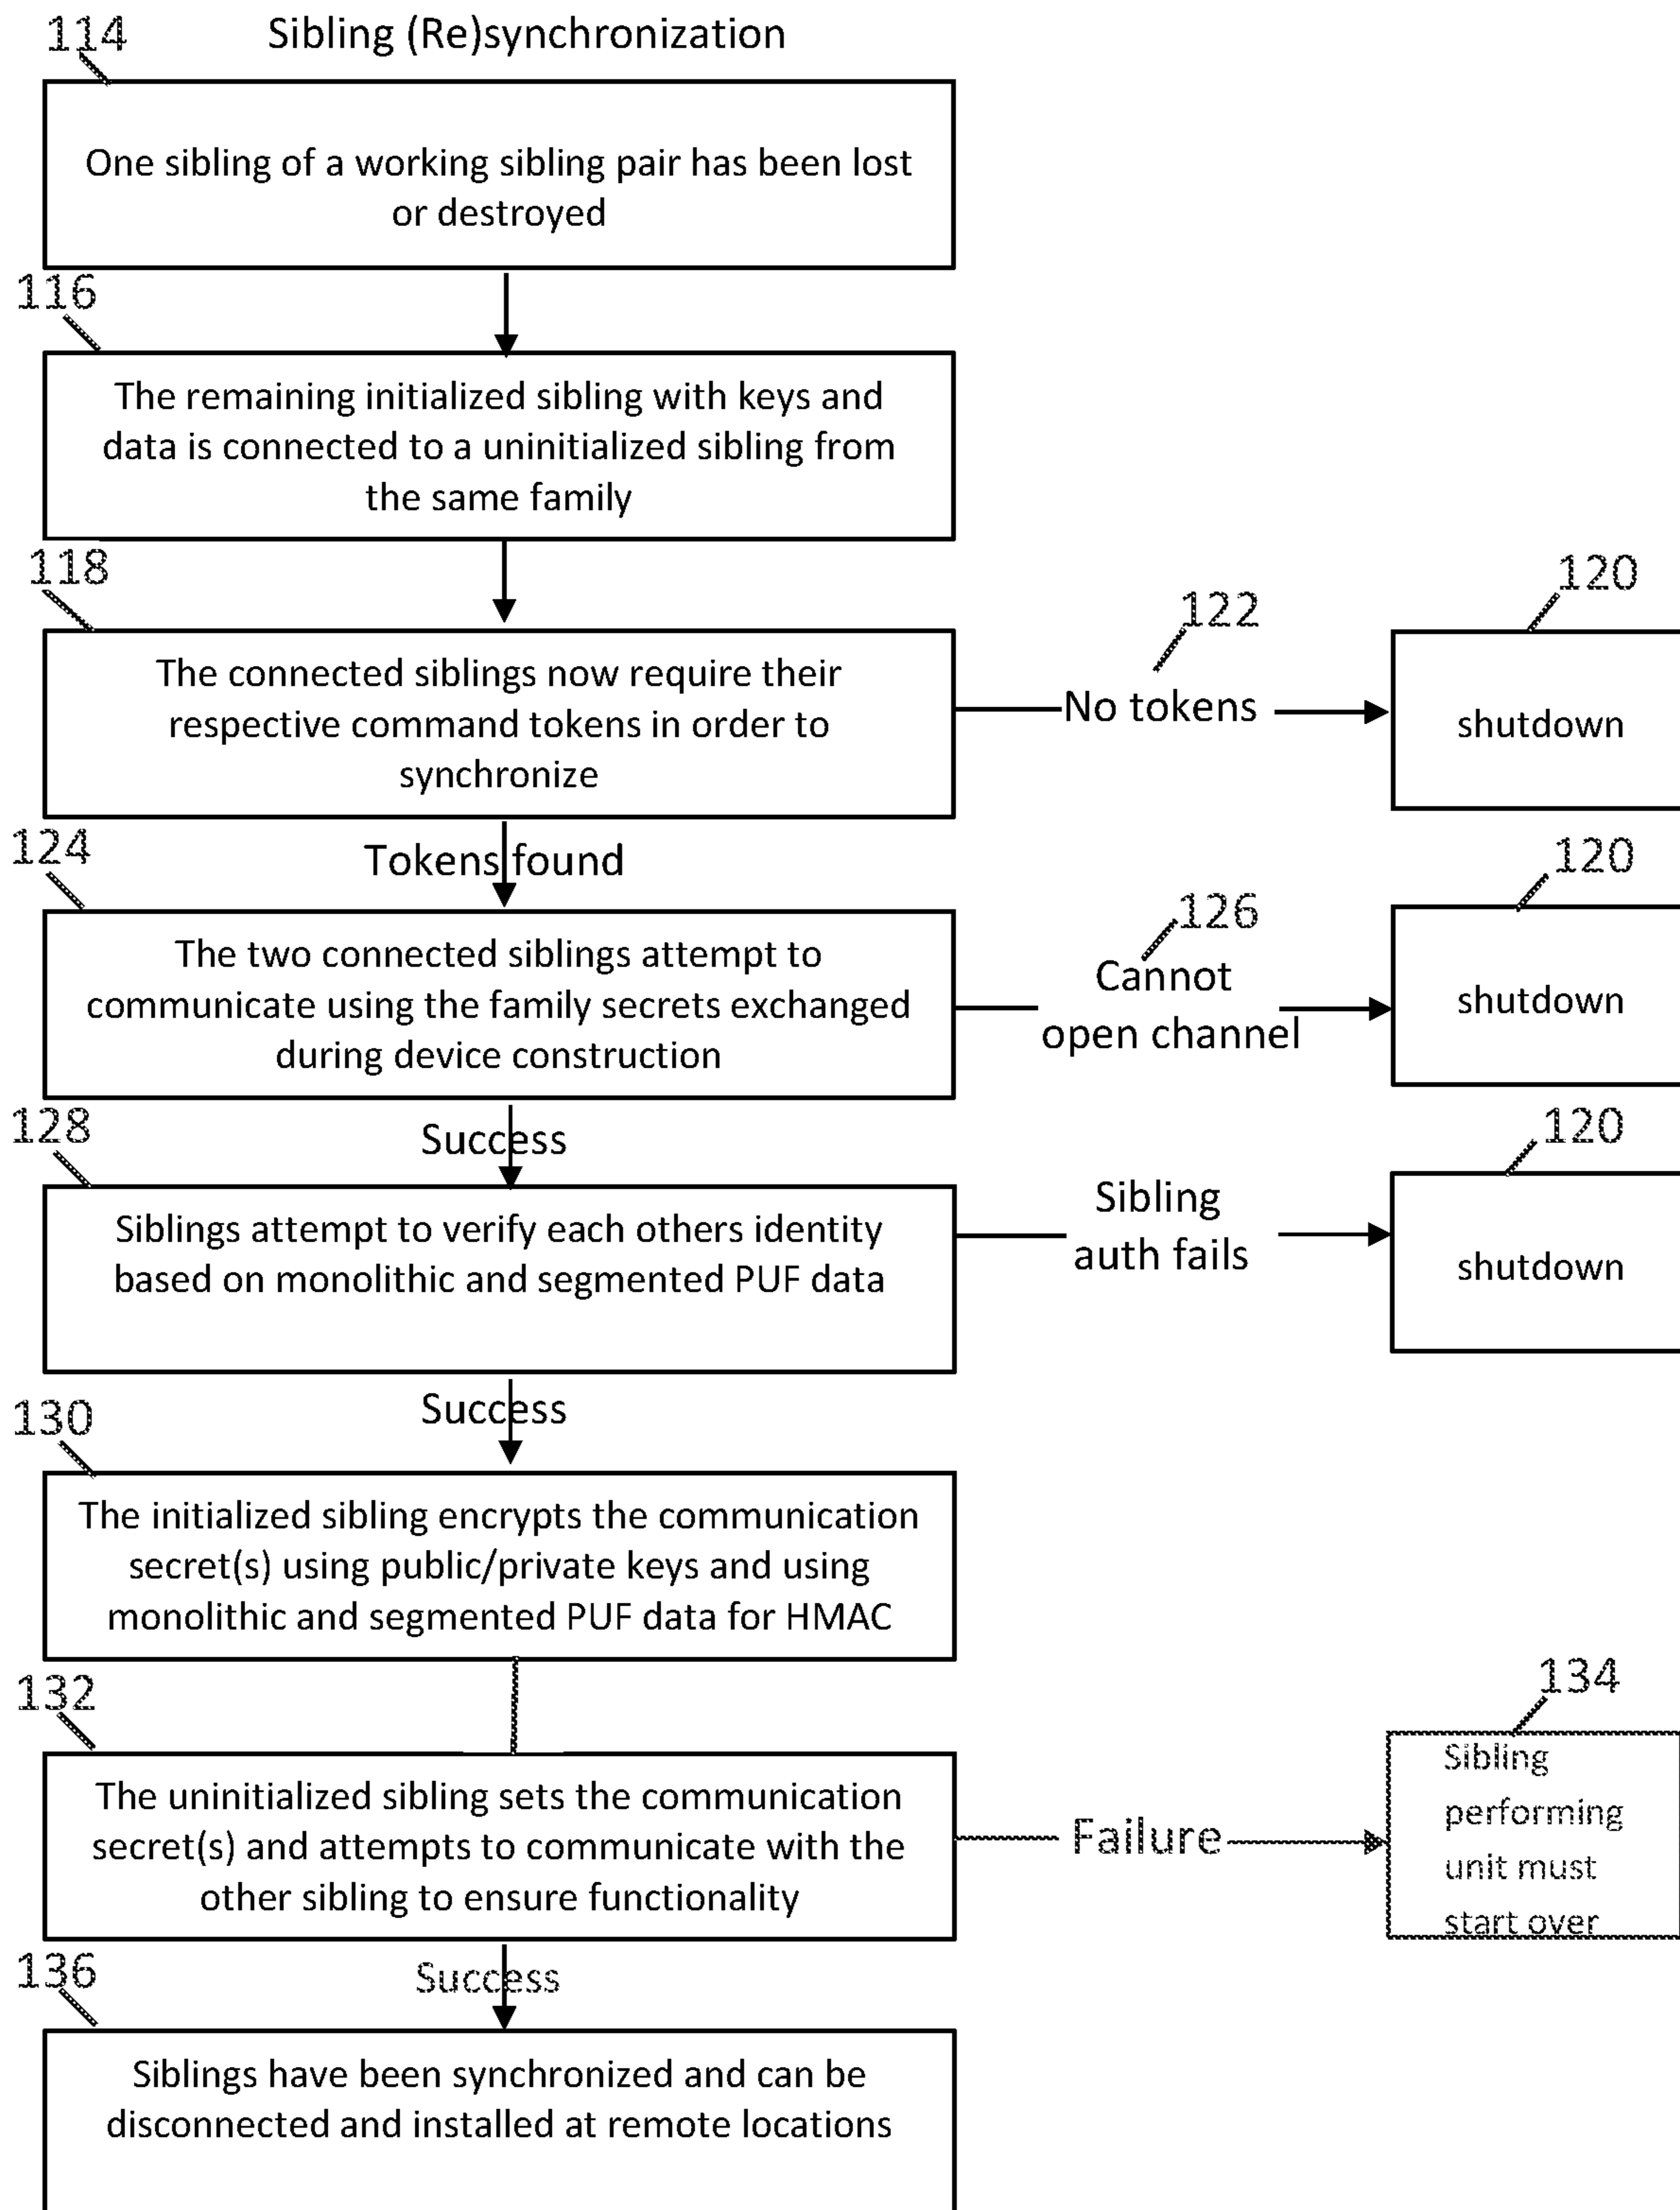 114
Sibling (Re)synchronization
One sibling of a working sibling pair has been lost
or destroyed
116
The remaining initialized sibling with keys and
data is connected to a uninitialized sibling from
the same family
118
The connected siblings now require their
respective command tokens in order to
synchronize
122
No tokens
120
shutdown
Tokens found
124
The two connected siblings attempt to
communicate using the family secrets exchanged
during device construction
126
Cannot
open channel
120
shutdown
Success
128
Siblings attempt to verify each others identity
based on monolithic and segmented PUF data
Sibling
auth fails
120
shutdown
Success
130
The initialized sibling encrypts the communication
secret(s) using public/private keys and using
monolithic and segmented PUF data for HMAC
132
The uninitialized sibling sets the communication
secret(s) and attempts to communicate with the
other sibling to ensure functionality
Failure
134
Sibling
performing
unit must
start over
Success
136
Siblings have been synchronized and can be
disconnected and installed at remote locations